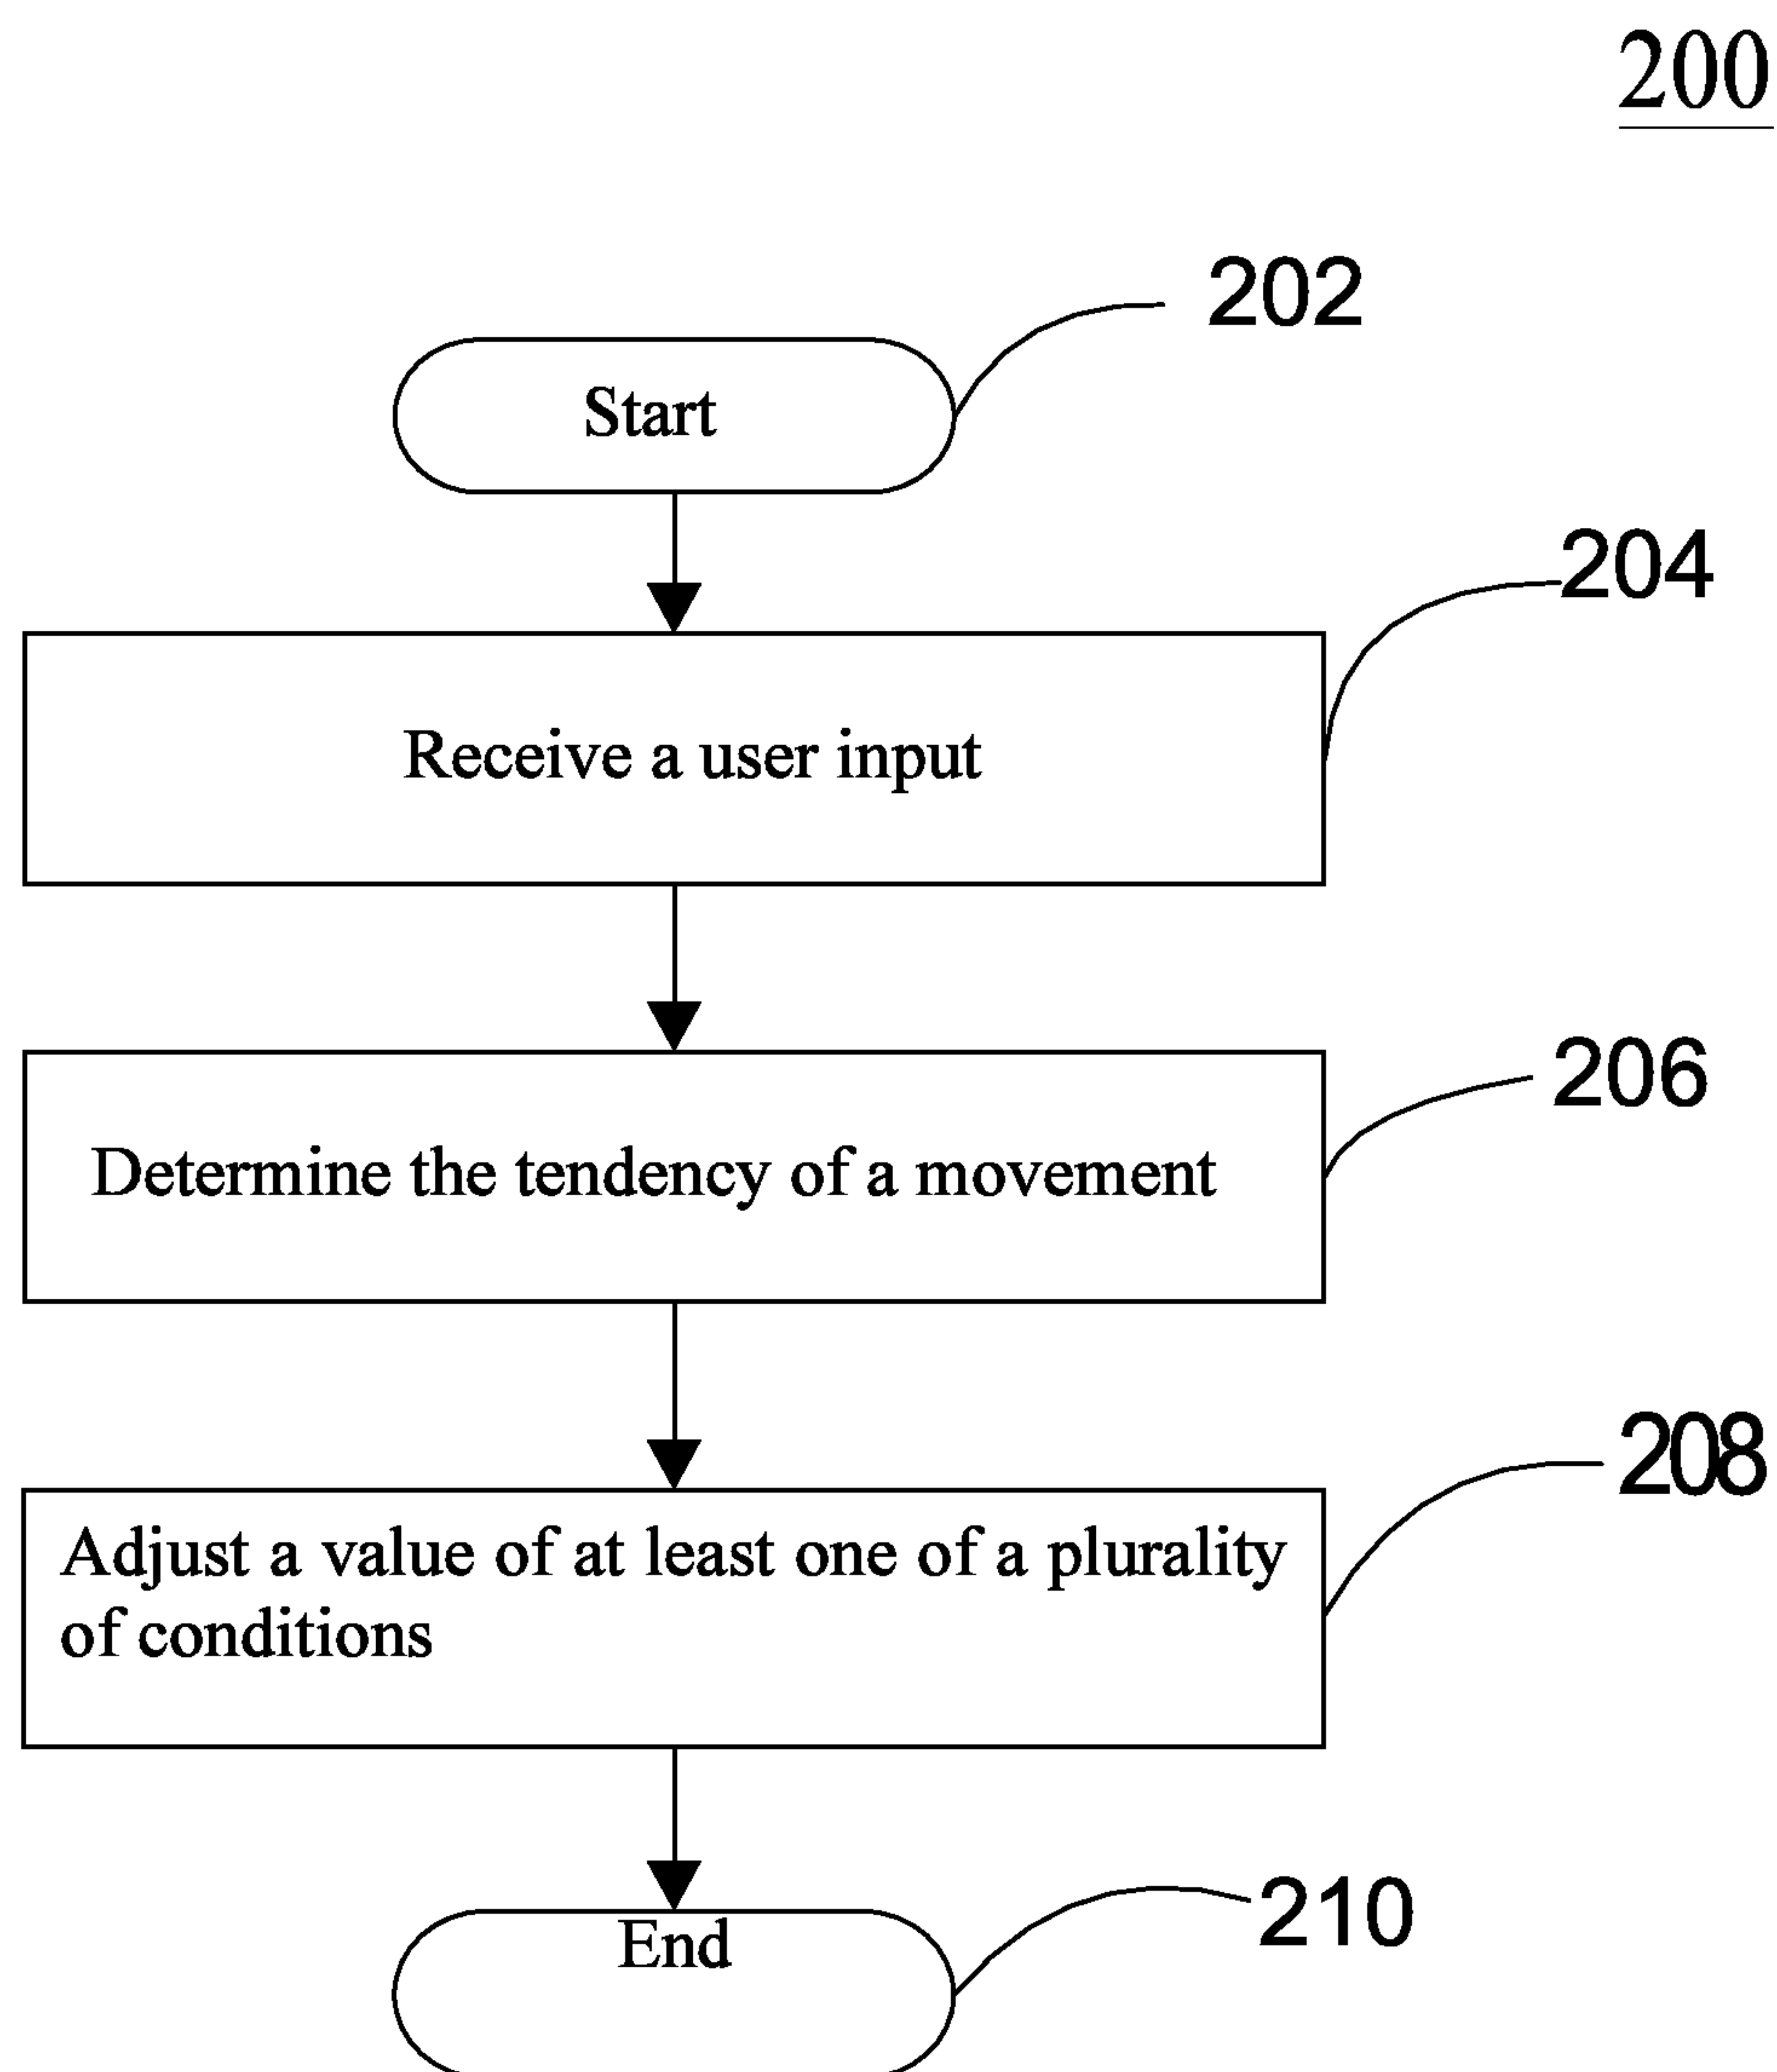 200
202
Start
204
Receive a user input
206
Determine the tendency of a movement
208
Adjust a value of at least one of a plurality
of conditions
210
End